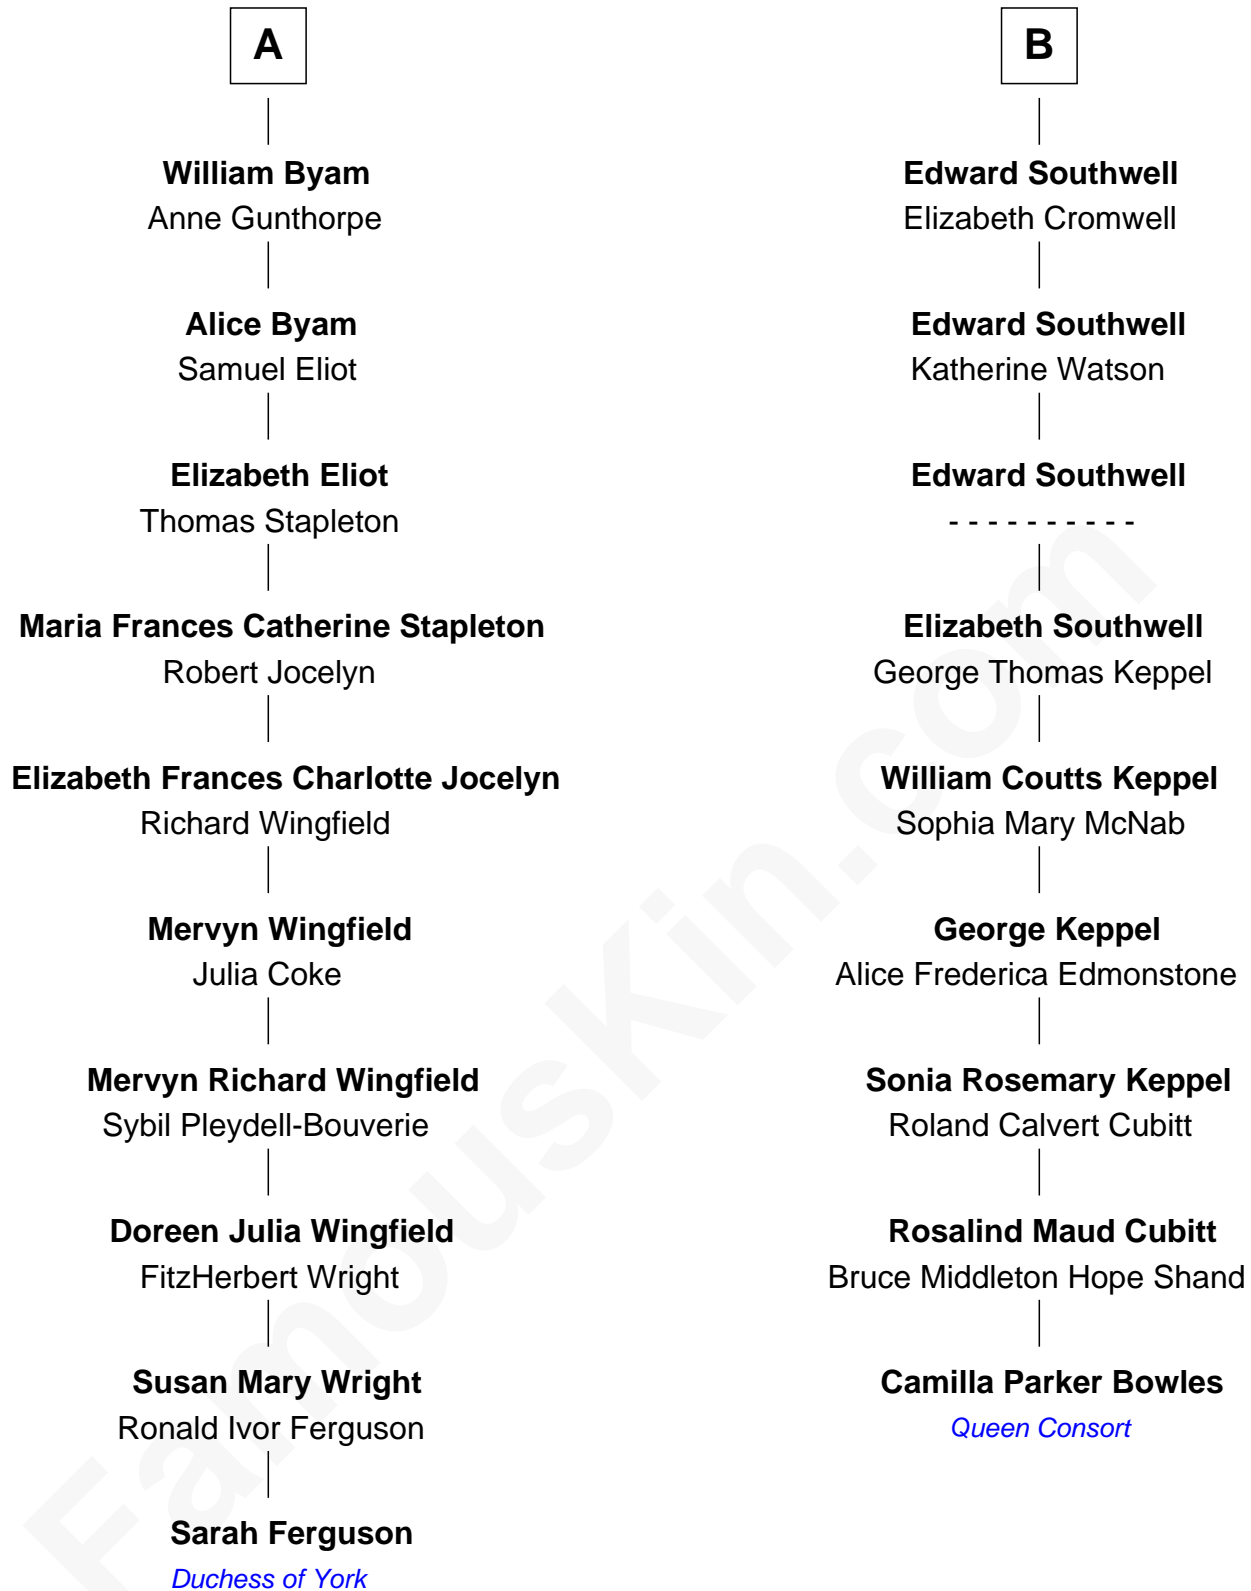 A
William Byam
Anne Gunthorpe
Alice Byam
Samuel Eliot
Elizabeth Eliot
Thomas Stapleton
Maria Frances Catherine Stapleton
Robert Jocelyn
Elizabeth Frances Charlotte Jocelyn
Richard Wingfield
Mervyn Wingfield
Julia Coke
Mervyn Richard Wingfield
Sybil Pleydell-Bouverie
Doreen Julia Wingfield
FitzHerbert Wright
Susan Mary Wright
Ronald Ivor Ferguson
Sarah Ferguson
Duchess of York
B
Edward Southwell
Elizabeth Cromwell
Edward Southwell
Katherine Watson
Edward Southwell
- - - - - - - - - -
Elizabeth Southwell
George Thomas Keppel
William Coutts Keppel
Sophia Mary McNab
George Keppel
Alice Frederica Edmonstone
Sonia Rosemary Keppel
Roland Calvert Cubitt
Rosalind Maud Cubitt
Bruce Middleton Hope Shand
Camilla Parker Bowles
Queen Consort
FamousKin.com